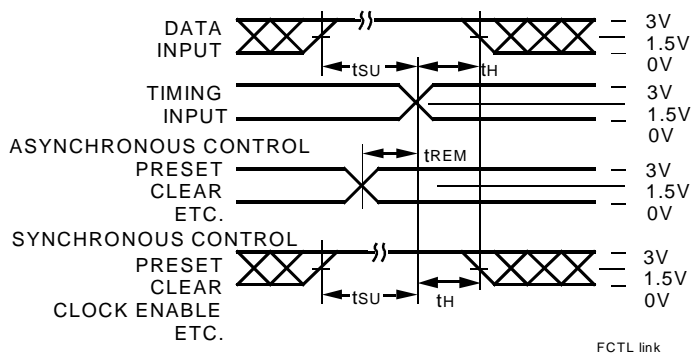 DATA
INPUT
3V
1.5V
0V
tSU
tH
TIMING
INPUT
3V
1.5V
0V
ASYNCHRONOUS CONTROL
tREM
PRESET
CLEAR
ETC.
3V
1.5V
0V
SYNCHRONOUS CONTROL
PRESET
CLEAR
CLOCK ENABLE
ETC.
3V
1.5V
0V
tSU
tH
FCTL link